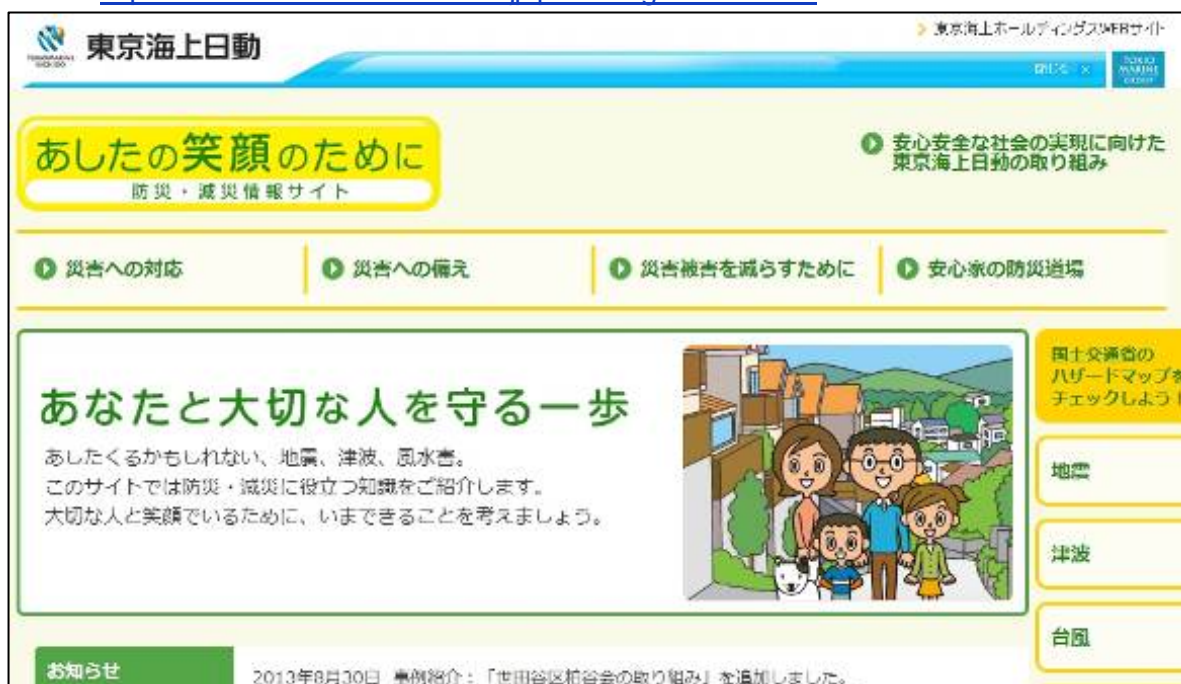 東京海上日動
東京海上ホールディングスWEBサイト
閉じる ×
TOKIO
MARINE
GROUP
あしたの笑顔のために
防災・減災情報サイト
安心安全な社会の実現に向けた
東京海上日動の取り組み
災害への対応
災害への備え
災害被害を減らすために
安心家の防災道場
あなたと大切な人を守る一歩
あしたくるかもしれない、地震、津波、風水害。
このサイトでは防災・減災に役立つ知識をご紹介します。
大切な人と笑顔でいるために、いまできることを考えましょう。
国土交通省の
ハザードマップを
チェックしよう!
地震
津波
台風
お知らせ
2013年8月30日 事例紹介:「世田谷区粕谷会の取り組み」を追加しました。